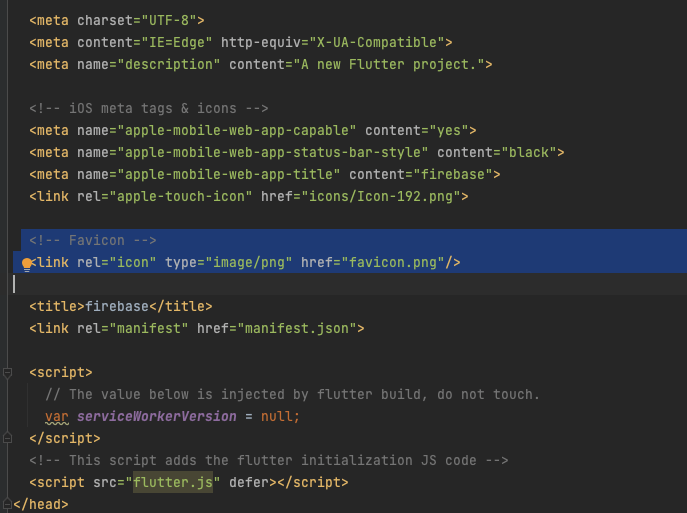 <meta charset="UTF-8">
<meta content="IE=Edge" http-equiv="X-UA-Compatible">
<meta name="description" content="A new Flutter project.">
<!-- iOS meta tags & icons -->
<meta name="apple-mobile-web-app-capable" content="yes">
<meta name="apple-mobile-web-app-status-bar-style" content="black">
<meta name="apple-mobile-web-app-title" content="firebase">
<link rel="apple-touch-icon" href="icons/Icon-192.png">
<!-- Favicon -->
<link rel="icon" type="image/png" href="favicon.png"/>
<title>firebase</title>
<link rel="manifest" href="manifest.json">
<script>
// The value below is injected by flutter build, do not touch.
var serviceWorkerVersion = null;
</script>
<!-- This script adds the flutter initialization JS code -->
<script src="flutter.js" defer></script>
</head>